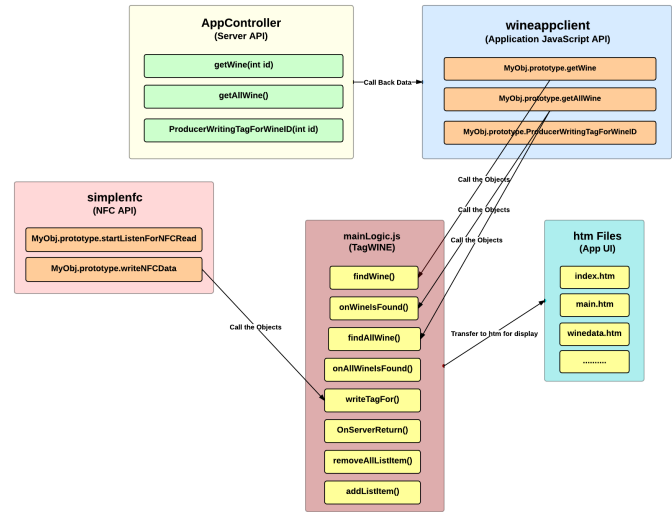 AppController
(Server API)
getWine(int id)
getAllWine()
ProducerWritingTagForWineID(int id)
Call Back Data
wineappclient
(Application JavaScript API)
MyObj.prototype.getWine
MyObj.prototype.getAllWine
MyObj.prototype.ProducerWritingTagForWineID
Call the Objects
Call the Objects
Call the Objects
simplenfc
(NFC API)
MyObj.prototype.startListenForNFCRead
MyObj.prototype.writeNFCData
Call the Objects
mainLogic.js
(TagWINE)
findWine()
onWineIsFound()
findAllWine()
onAllWineIsFound()
writeTagFor()
OnServerReturn()
removeAllListItem()
addListItem()
Transfer to htm for display
htm Files
(App UI)
index.htm
main.htm
winedata.htm
..........